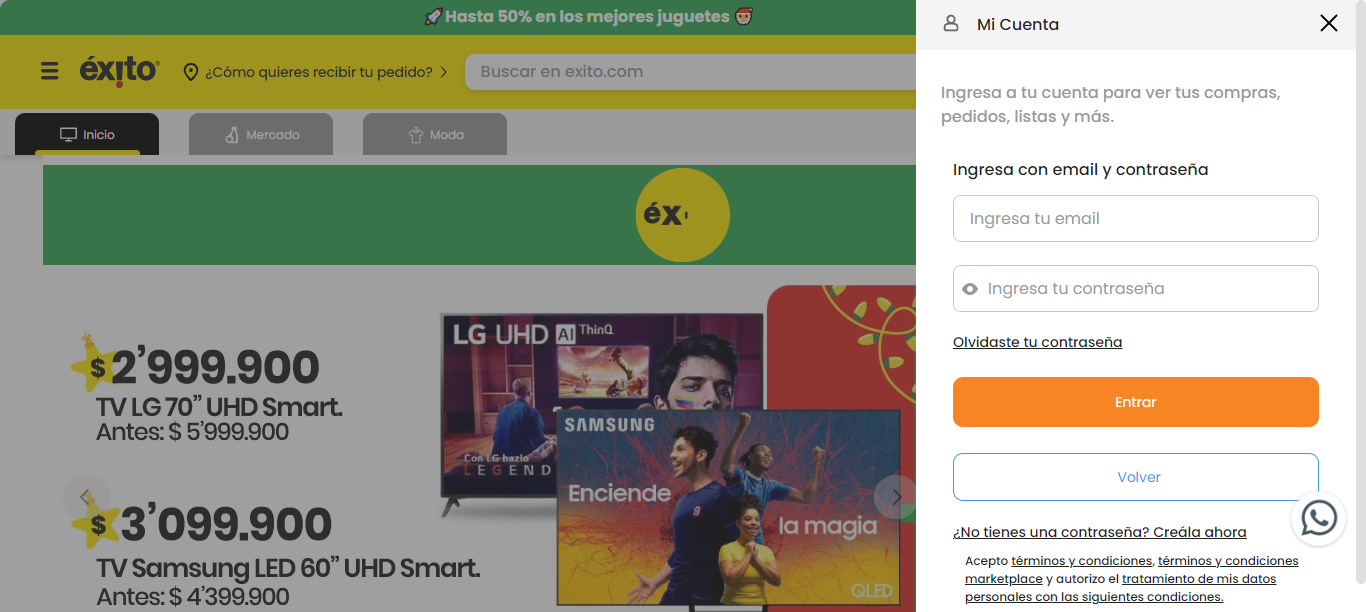 🚀 Hasta 50% en los mejores juguetes 🎅
éxito
¿Cómo quieres recibir tu pedido?
Buscar en exito.com
Inicio
Mercado
Moda
éx
$ 2'999.900
TV LG 70” UHD Smart.
Antes: $ 5’999.900
$ 3'099.900
TV Samsung LED 60” UHD Smart.
Antes: $ 4’399.900
LG UHD AI ThinQ
Con LG hazlo
LEGEND
SAMSUNG
Enciende
la magia
QLED
Mi Cuenta
Ingresa a tu cuenta para ver tus compras,
pedidos, listas y más.
Ingresa con email y contraseña
Ingresa tu email
Ingresa tu contraseña
Olvidaste tu contraseña
Entrar
Volver
¿No tienes una contraseña? Creála ahora
Acepto términos y condiciones, términos y condiciones
marketplace y autorizo el tratamiento de mis datos
personales con las siguientes condiciones.